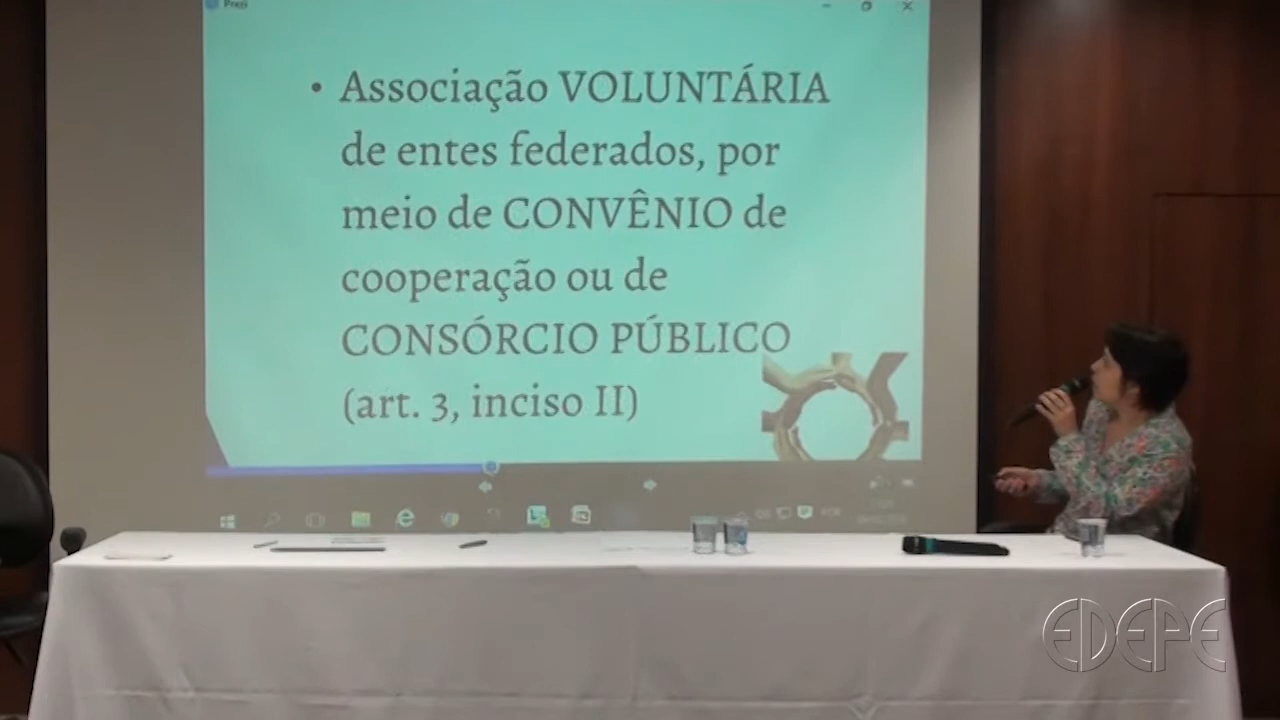 Prezi
• Associação VOLUNTÁRIA
de entes federados, por
meio de CONVÊNIO de
cooperação ou de
CONSÓRCIO PÚBLICO
(art. 3, inciso II)
POR
EDEPE